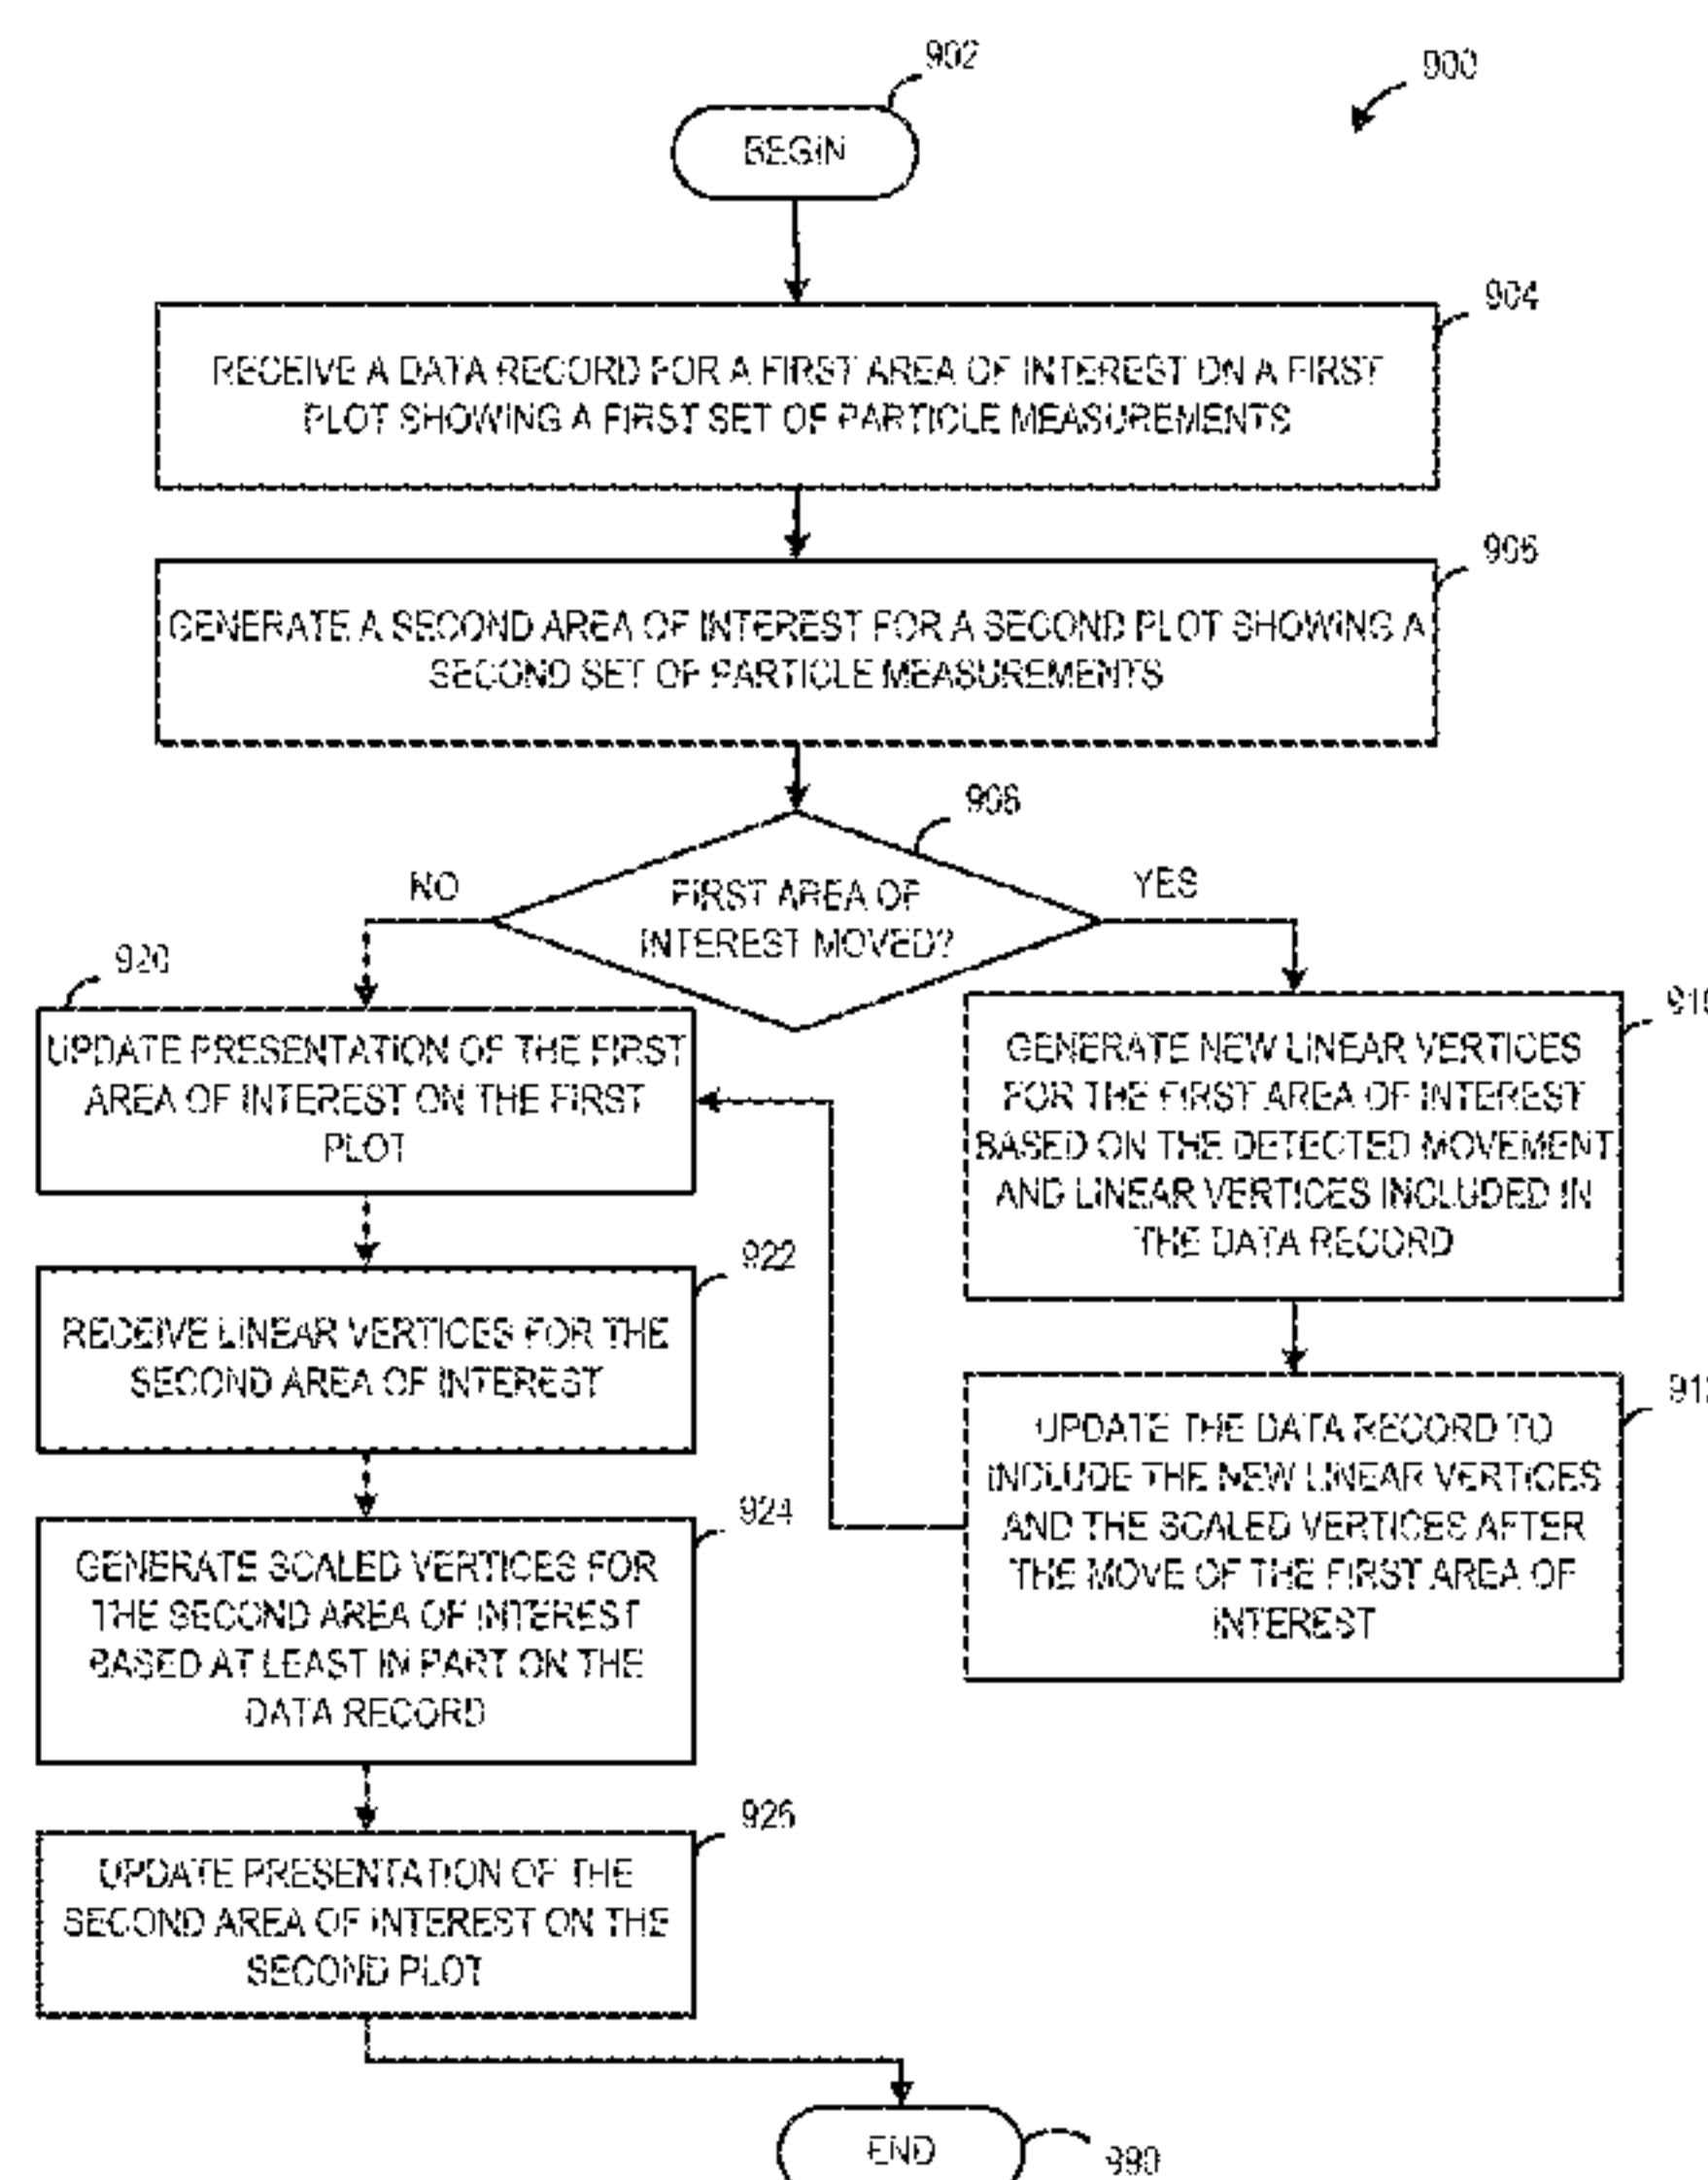 902
900
BEGIN
904
RECEIVE A DATA RECORD FOR A FIRST AREA OF INTEREST ON A FIRST
PLOT SHOWING A FIRST SET OF PARTICLE MEASUREMENTS
906
GENERATE A SECOND AREA OF INTEREST FOR A SECOND PLOT SHOWING A
SECOND SET OF PARTICLE MEASUREMENTS
908
NO
YES
FIRST AREA OF
INTEREST MOVED?
920
UPDATE PRESENTATION OF THE FIRST
AREA OF INTEREST ON THE FIRST
PLOT
GENERATE NEW LINEAR VERTICES
FOR THE FIRST AREA OF INTEREST
BASED ON THE DETECTED MOVEMENT
AND LINEAR VERTICES INCLUDED IN
THE DATA RECORD
922
RECEIVE LINEAR VERTICES FOR THE
SECOND AREA OF INTEREST
UPDATE THE DATA RECORD TO
INCLUDE THE NEW LINEAR VERTICES
AND THE SCALED VERTICES AFTER
THE MOVE OF THE FIRST AREA OF
INTEREST
924
GENERATE SCALED VERTICES FOR
THE SECOND AREA OF INTEREST
BASED AT LEAST IN PART ON THE
DATA RECORD
926
UPDATE PRESENTATION OF THE
SECOND AREA OF INTEREST ON THE
SECOND PLOT
END
990